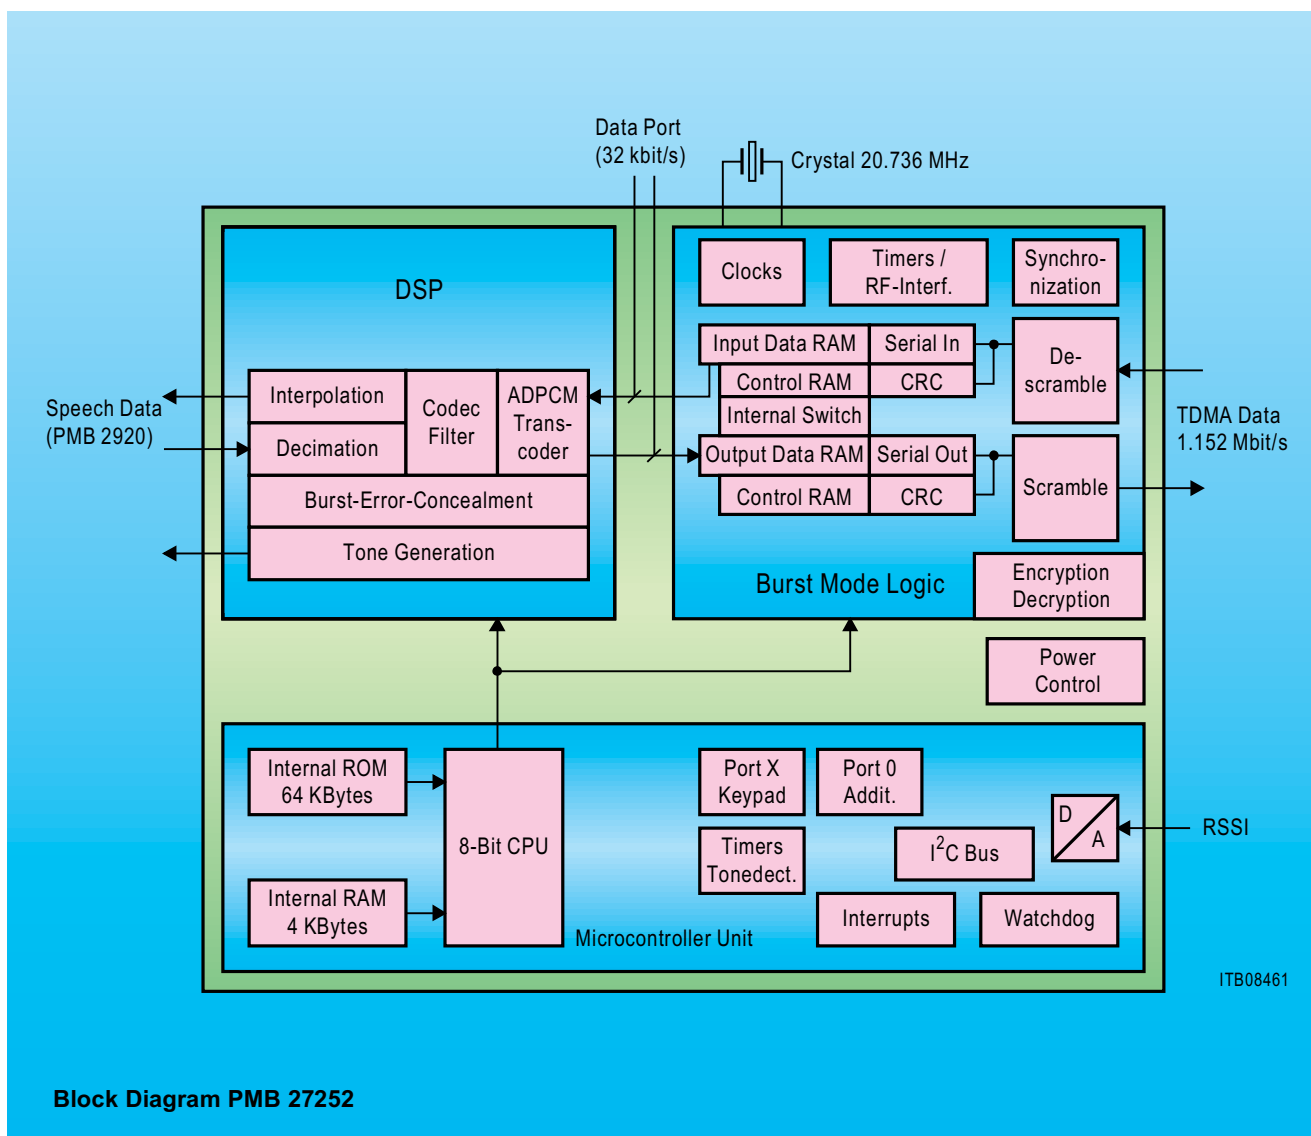 Data Port
(32 kbit/s)
Crystal 20.736 MHz
DSP
Clocks
Timers /
RF-Interf.
Synchro-
nization
Input Data RAM
Serial In
De-
scramble
Control RAM
CRC
Internal Switch
Output Data RAM
Serial Out
Scramble
Control RAM
CRC
TDMA Data
1.152 Mbit/s
Speech Data
(PMB 2920)
Interpolation
Decimation
Codec
Filter
ADPCM
Trans-
coder
Burst-Error-Concealment
Tone Generation
Burst Mode Logic
Encryption
Decryption
Power
Control
Internal ROM
64 KBytes
8-Bit CPU
Internal RAM
4 KBytes
Port X
Keypad
Port 0
Addit.
Timers
Tonedect.
I²C Bus
D
A
RSSI
Interrupts
Watchdog
Microcontroller Unit
ITB08461
Block Diagram PMB 27252